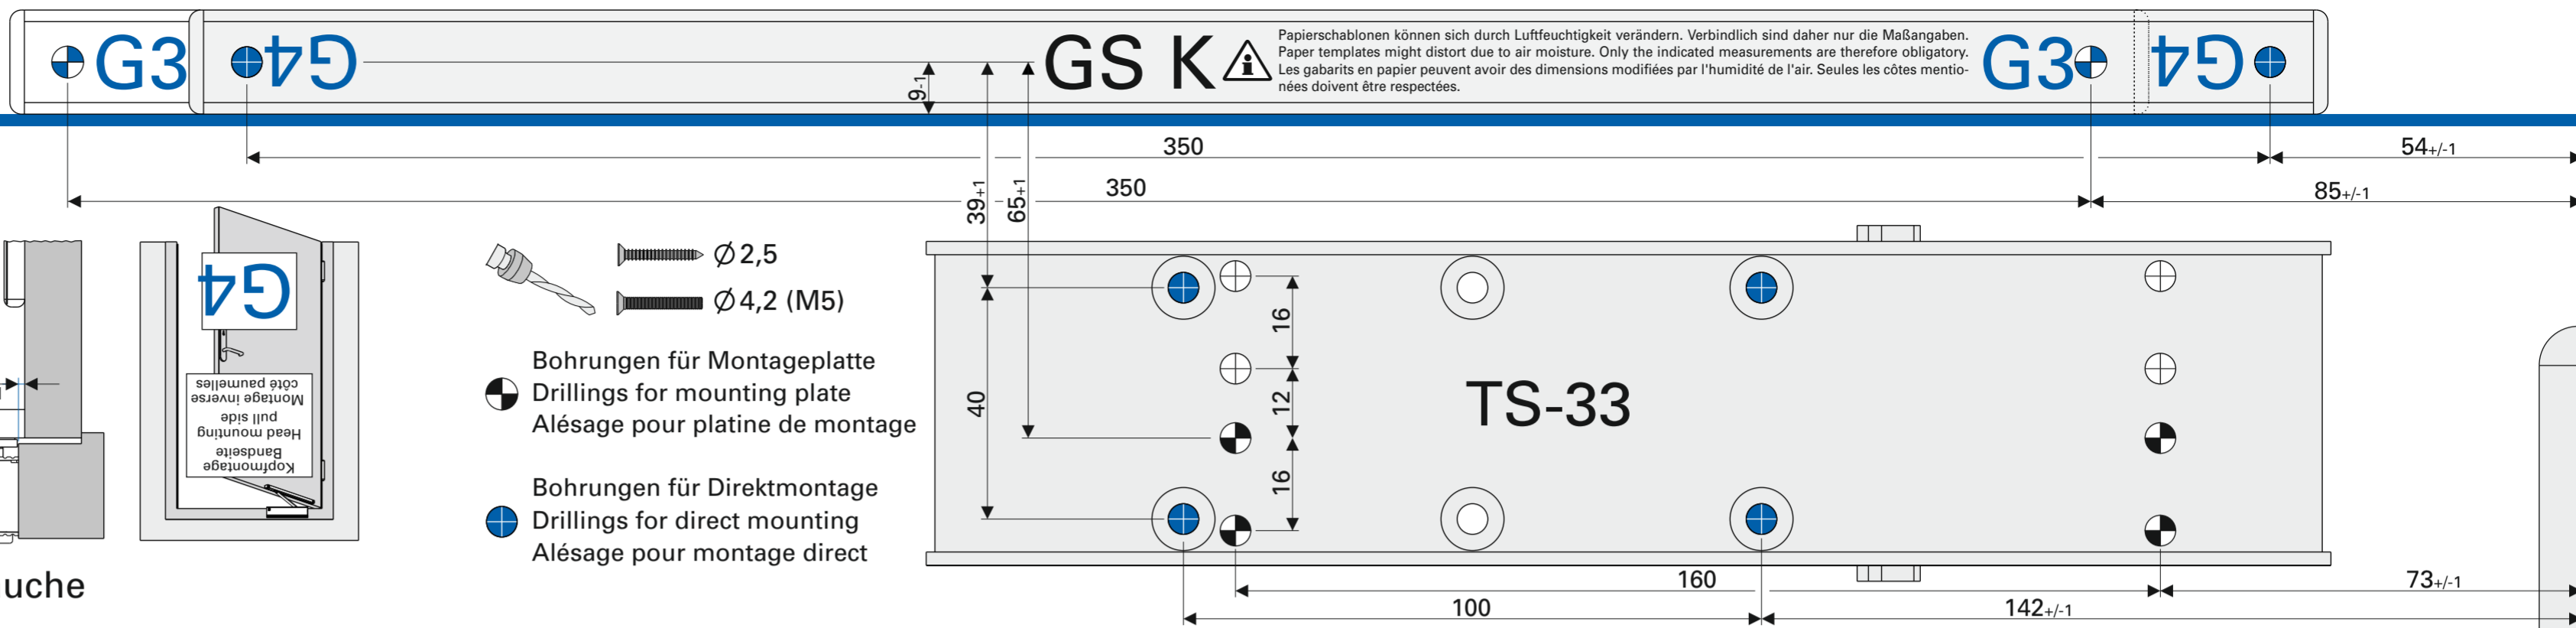 G3
G4
GS K
Papierschablonen können sich durch Luftfeuchtigkeit verändern. Verbindlich sind daher nur die Maßangaben.
Paper templates might distort due to air moisture. Only the indicated measurements are therefore obligatory.
Les gabarits en papier peuvent avoir des dimensions modifiées par l'humidité de l'air. Seules les côtes mentio-
nées doivent être respectées.
G3
G4
9-1
350
54+/-1
350
85+/-1
39+1
65+1
G4
Kopfmontage
Bandseite
Head mounting
pull side
Montage inverse
côté paumelles
Ø 2,5
Ø 4,2 (M5)
Bohrungen für Montageplatte
Drillings for mounting plate
Alésage pour platine de montage
Bohrungen für Direktmontage
Drillings for direct mounting
Alésage pour montage direct
40
16
12
16
TS-33
uche
160
73+/-1
100
142+/-1